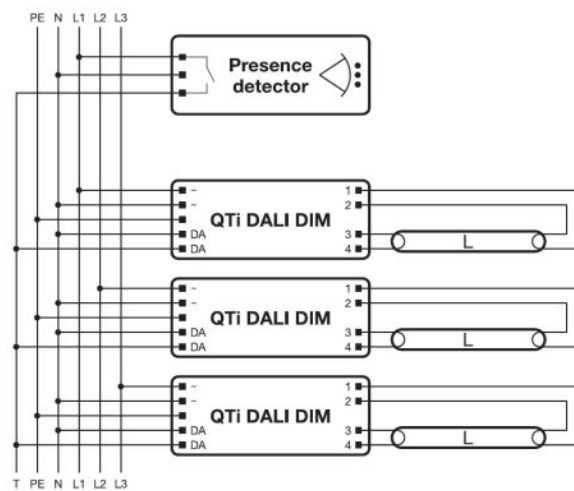 PE N L1 L2 L3
Presence
detector
~ 1
~ 2
QTi DALI DIM
DA 3
DA 4
L
~ 1
~ 2
QTi DALI DIM
DA 3
DA 4
L
~ 1
~ 2
QTi DALI DIM
DA 3
DA 4
L
T PE N L1 L2 L3